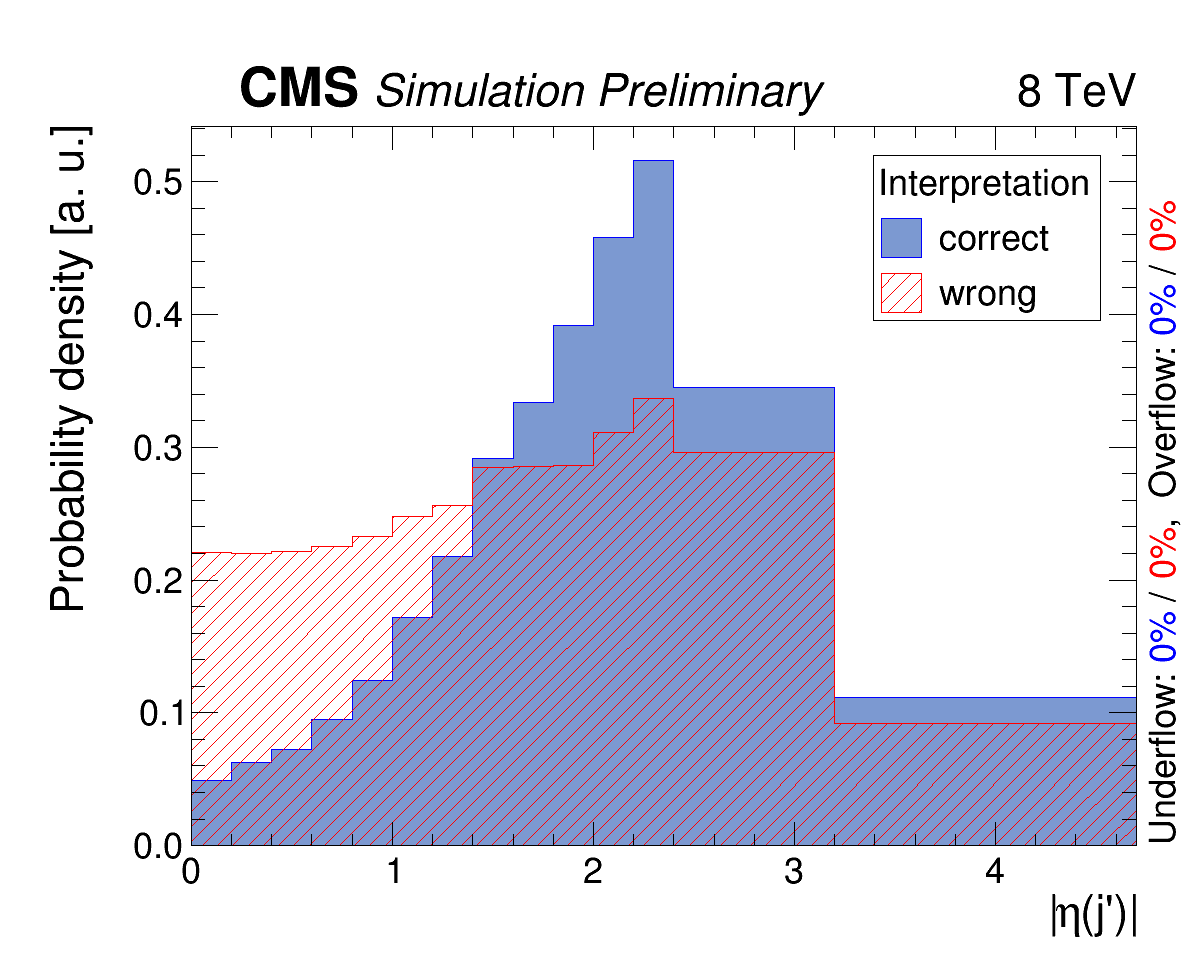 CMS Simulation Preliminary 8 TeV
Probability density [a. u.]
0.5
0.4
0.3
0.2
0.1
0.0
Interpretation
correct
wrong
0 1 2 3 4
|η(j')|
Underflow: 0% / 0%, Overflow: 0% / 0%